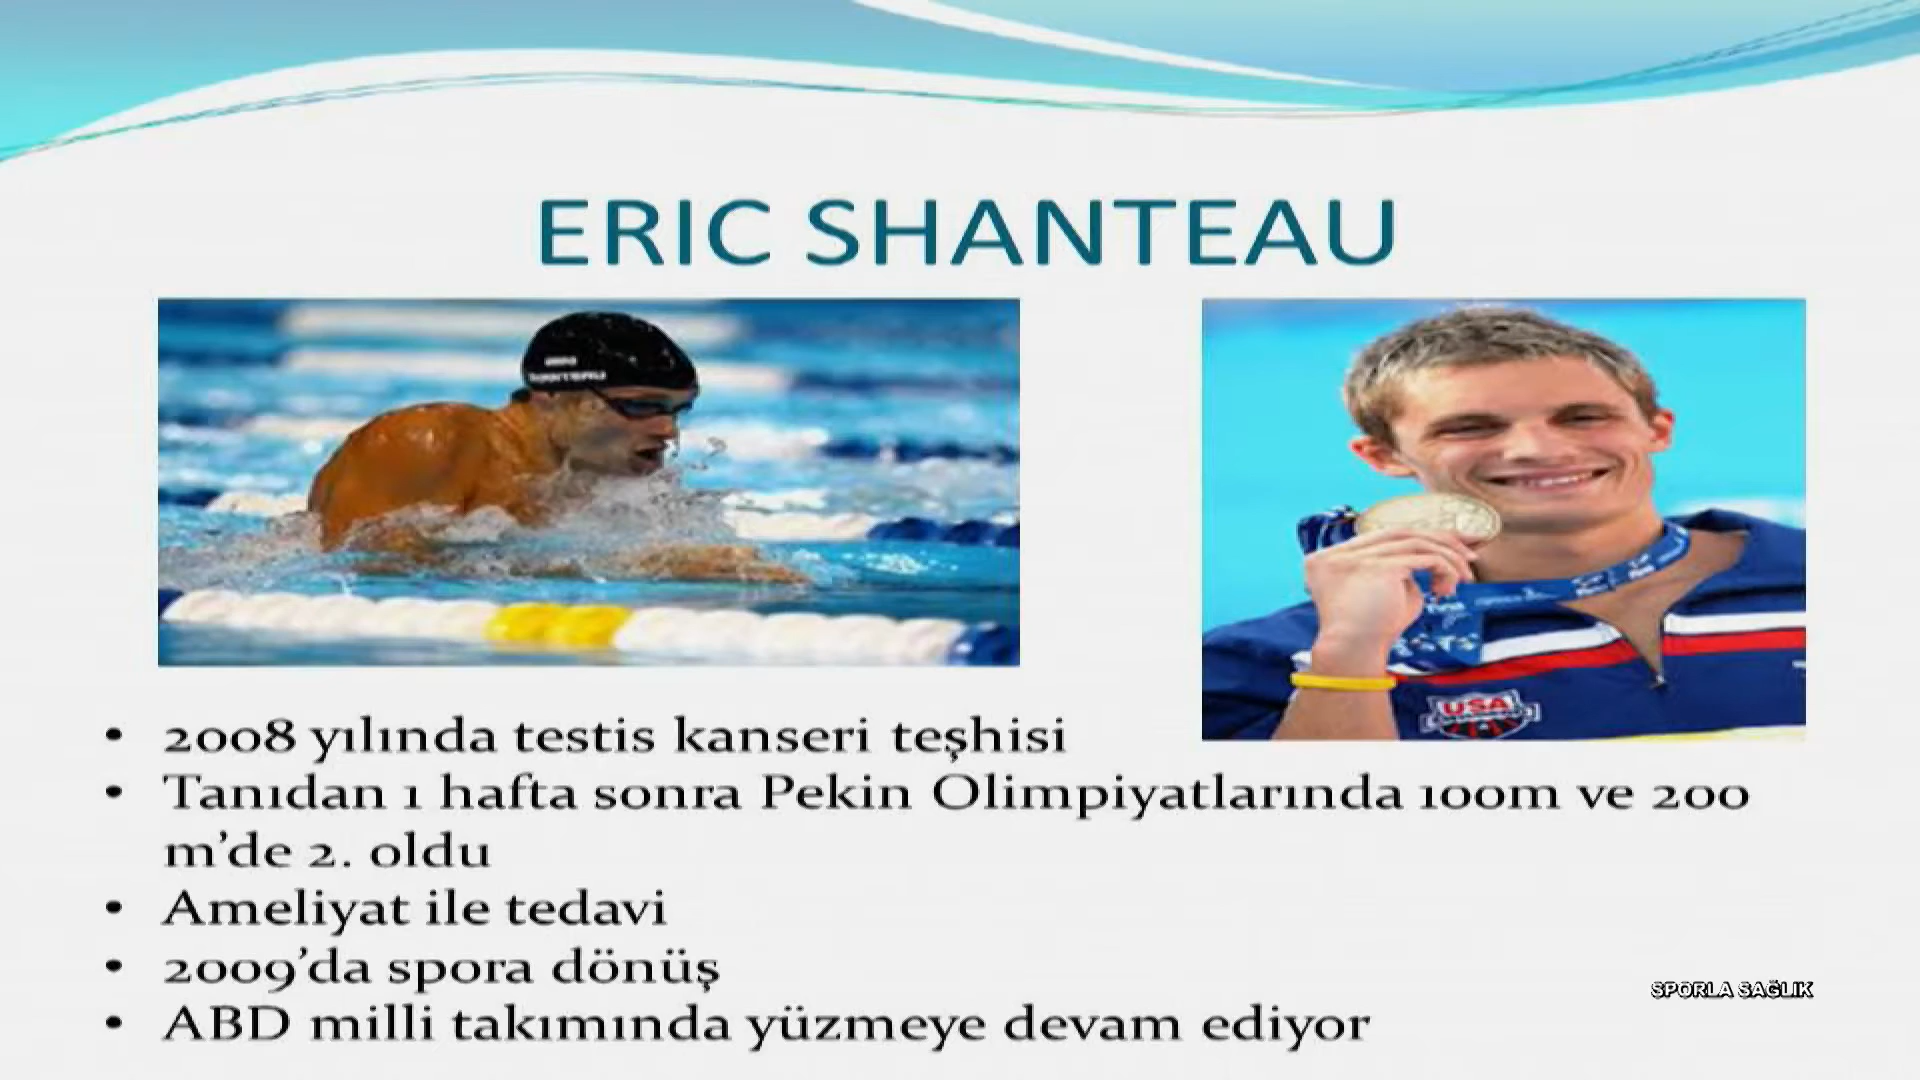 ERIC SHANTEAU
USA
• 2008 yılında testis kanseri teşhisi
• Tanıdan 1 hafta sonra Pekin Olimpiyatlarında 100m ve 200
m’de 2. oldu
• Ameliyat ile tedavi
• 2009’da spora dönüş
• ABD milli takımında yüzmeye devam ediyor
SPORLA SAĞLIK